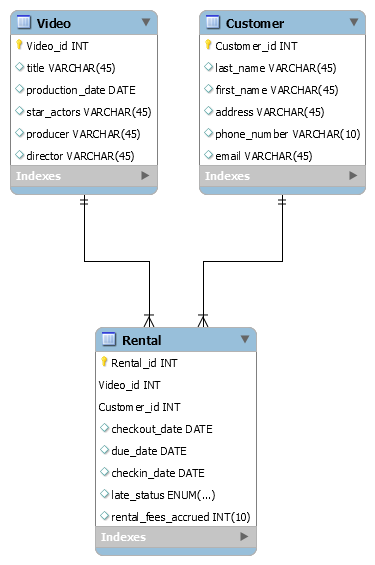 Video
Video_id INT
title VARCHAR(45)
production_date DATE
star_actors VARCHAR(45)
producer VARCHAR(45)
director VARCHAR(45)
Indexes
Customer
Customer_id INT
last_name VARCHAR(45)
first_name VARCHAR(45)
address VARCHAR(45)
phone_number VARCHAR(10)
email VARCHAR(45)
Indexes
Rental
Rental_id INT
Video_id INT
Customer_id INT
checkout_date DATE
due_date DATE
checkin_date DATE
late_status ENUM(...)
rental_fees_accrued INT(10)
Indexes